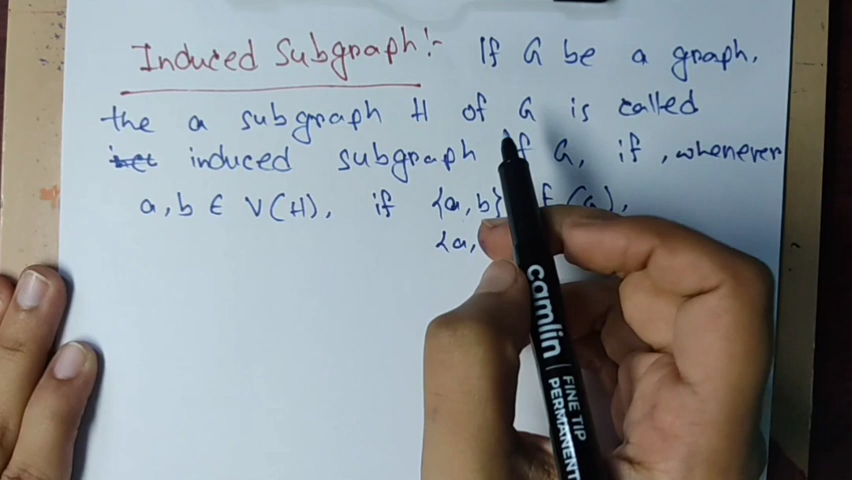 Induced Subgraph:- If G be a graph.
the a subgraph H of G is called
induced subgraph of G, if, whenever
a, b ∈ V(H), if {a, b}
{a,
camlin
FINE TIP
PERMANENT